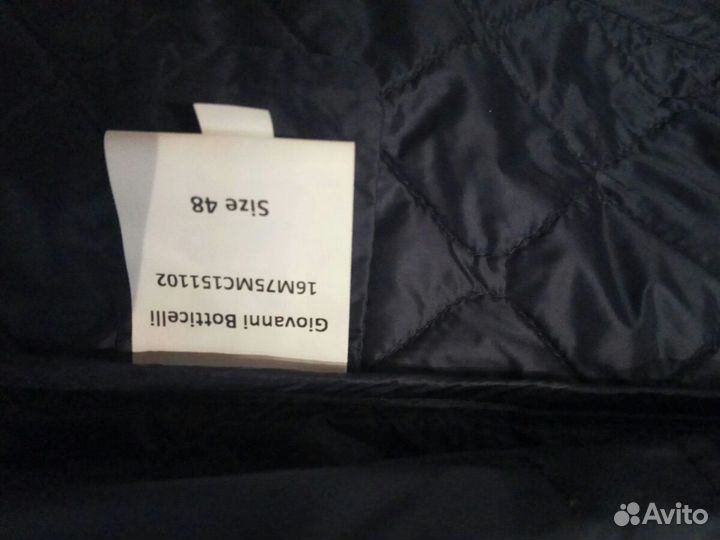 Giovanni Botticelli
16M75MC151102
Size 48
Avito